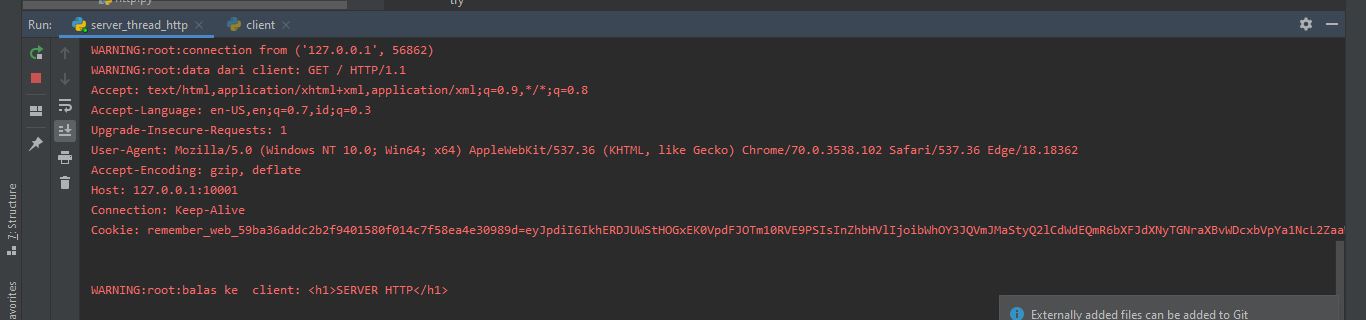 try
Run: server_thread_http client
WARNING:root:connection from ('127.0.0.1', 56862)
WARNING:root:data dari client: GET / HTTP/1.1
Accept: text/html,application/xhtml+xml,application/xml;q=0.9,*/*;q=0.8
Accept-Language: en-US,en;q=0.7,id;q=0.3
Upgrade-Insecure-Requests: 1
User-Agent: Mozilla/5.0 (Windows NT 10.0; Win64; x64) AppleWebKit/537.36 (KHTML, like Gecko) Chrome/70.0.3538.102 Safari/537.36 Edge/18.18362
Accept-Encoding: gzip, deflate
Host: 127.0.0.1:10001
Connection: Keep-Alive
Cookie:
WARNING:root:balas ke  client: <h1>SERVER HTTP</h1>
7: Structure
avorites
Externally added files can be added to Git